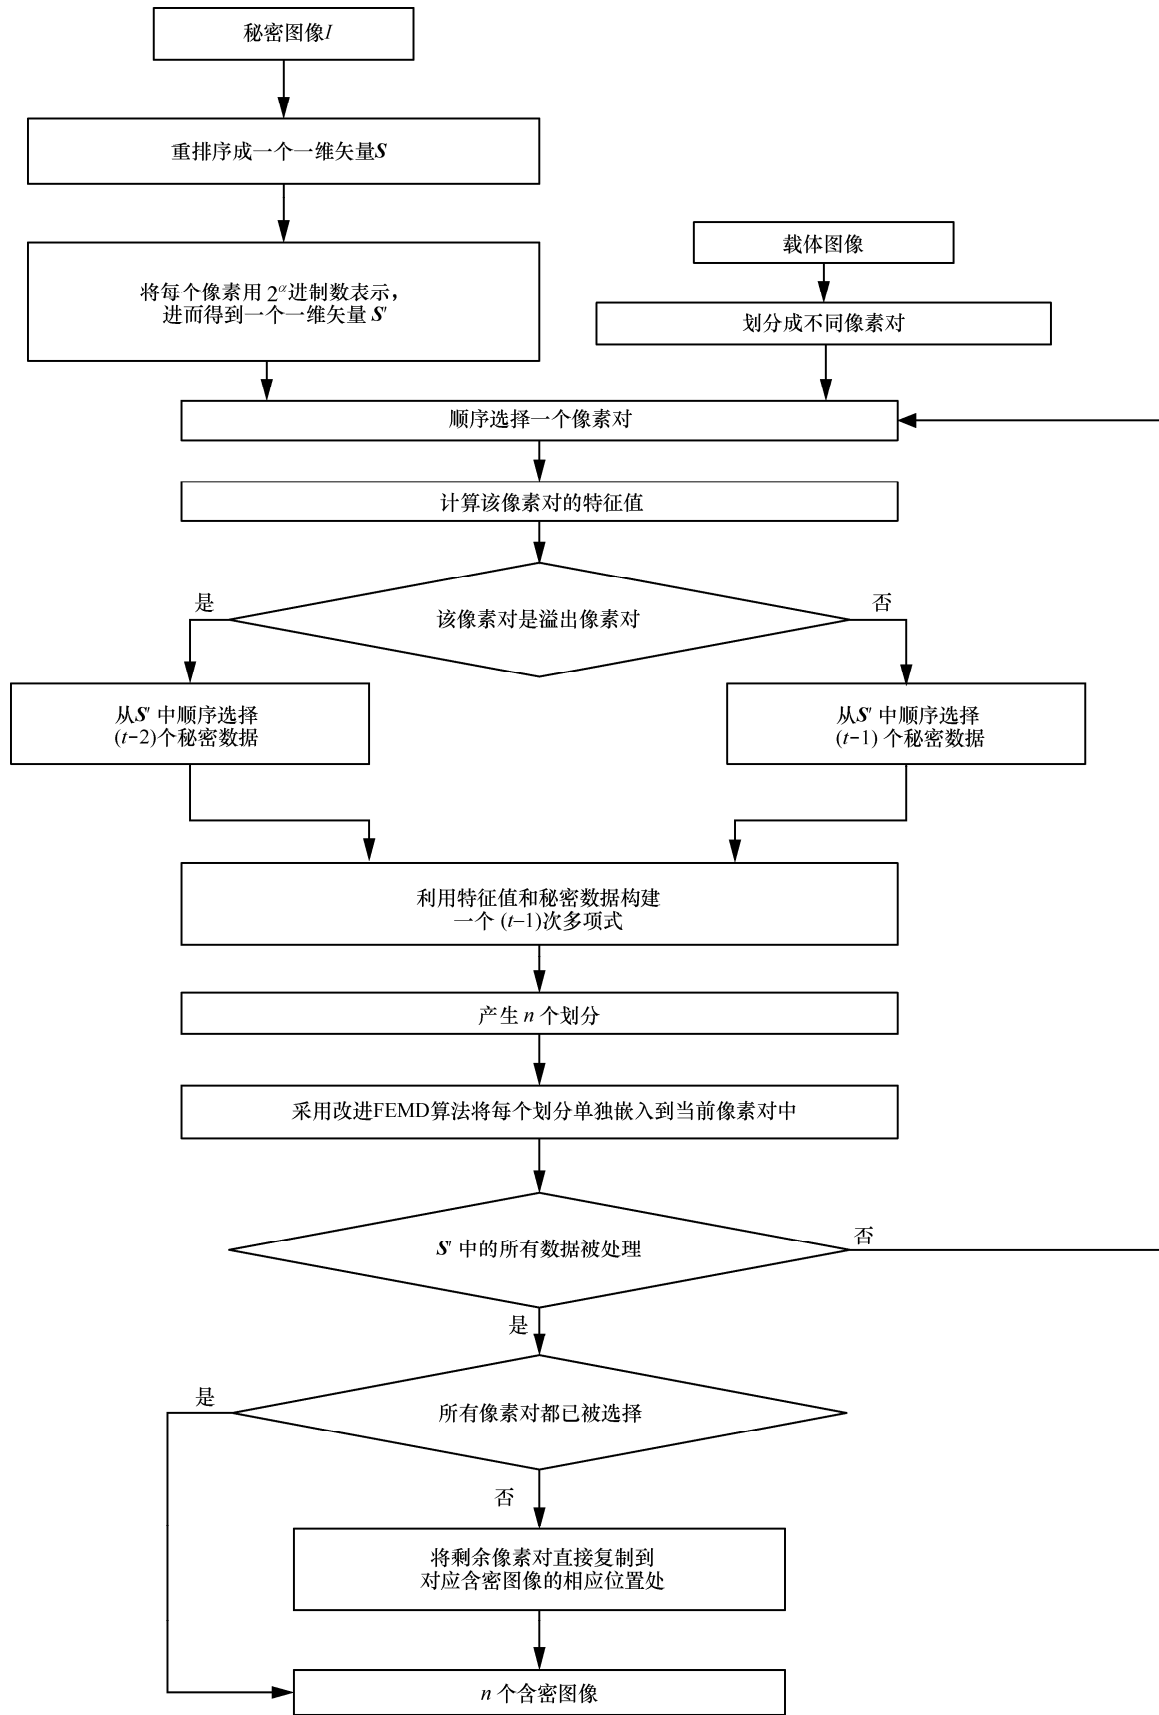 秘密图像I
重排序成一个一维矢量S
载体图像
将每个像素用 2^α进制数表示，
进而得到一个一维矢量 S′
划分成不同像素对
顺序选择一个像素对
计算该像素对的特征值
是
否
该像素对是溢出像素对
从S′ 中顺序选择
(t-2)个秘密数据
从S′ 中顺序选择
(t-1) 个秘密数据
利用特征值和秘密数据构建
一个 (t–1)次多项式
产生 n 个划分
采用改进FEMD算法将每个划分单独嵌入到当前像素对中
否
S′ 中的所有数据被处理
是
是
所有像素对都已被选择
否
将剩余像素对直接复制到
对应含密图像的相应位置处
n 个含密图像